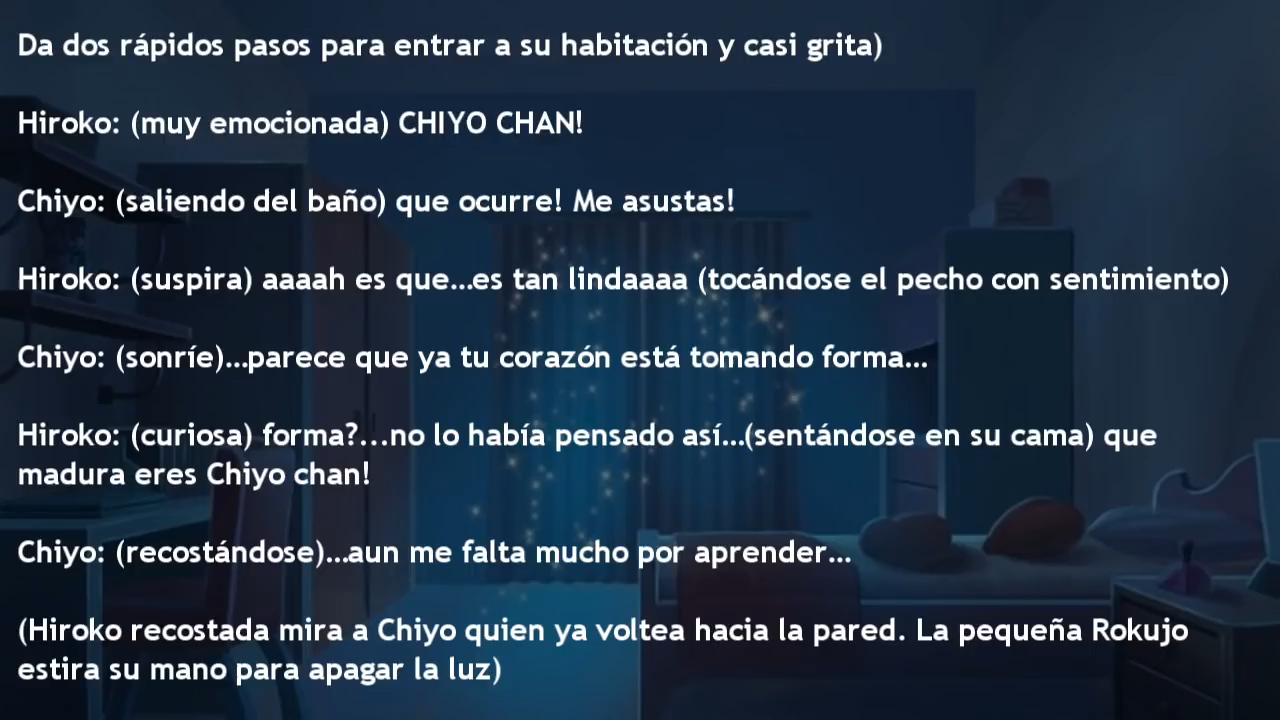 Da dos rápidos pasos para entrar a su habitación y casi grita)
Hiroko: (muy emocionada) CHIYO CHAN!
Chiyo: (saliendo del baño) que ocurre! Me asustas!
Hiroko: (suspira) aaaah es que...es tan lindaaaa (tocándose el pecho con sentimiento)
Chiyo: (sonríe)...parece que ya tu corazón está tomando forma...
Hiroko: (curiosa) forma?...no lo había pensado así...(sentándose en su cama) que
madura eres Chiyo chan!
Chiyo: (recostándose)...aun me falta mucho por aprender...
(Hiroko recostada mira a Chiyo quien ya voltea hacia la pared. La pequeña Rokujo
estira su mano para apagar la luz)